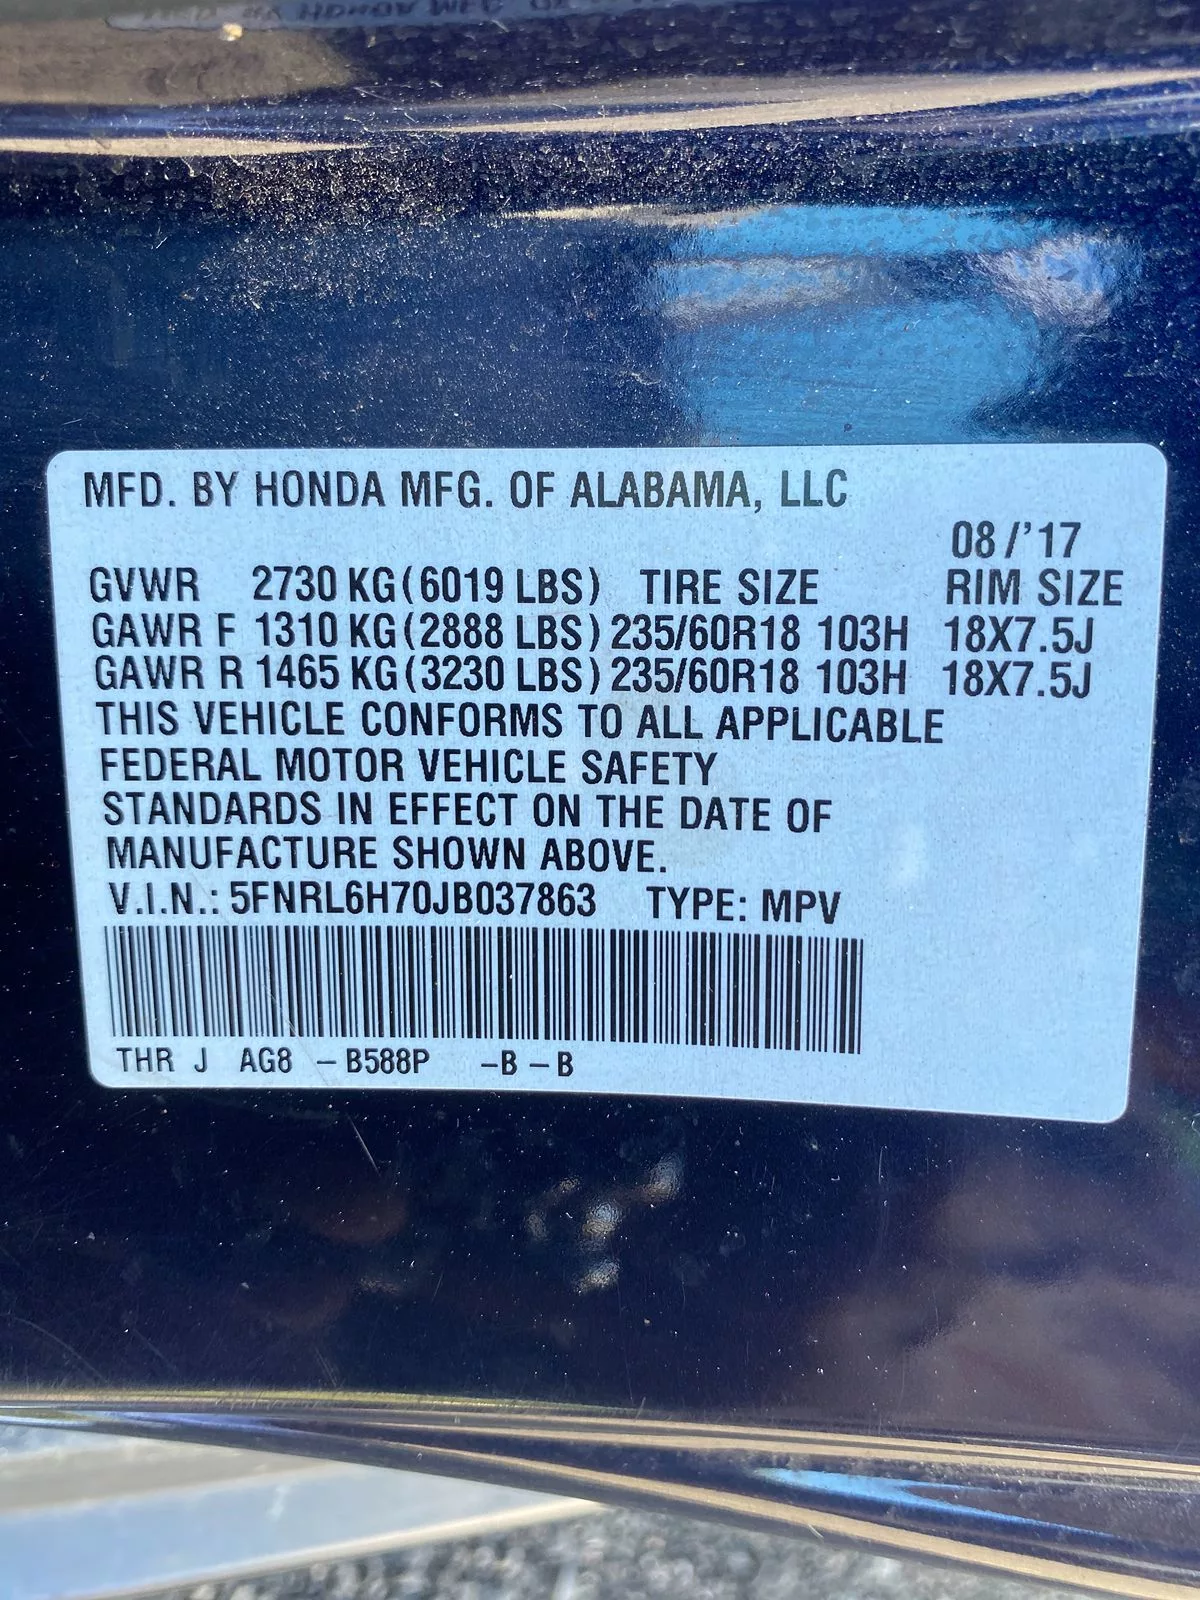 MFD. BY HONDA MFG. OF ALABAMA, LLC
08/'17
GVWR 2730 KG (6019 LBS) TIRE SIZE RIM SIZE
GAWR F 1310 KG (2888 LBS) 235/60R18 103H 18X7.5J
GAWR R 1465 KG (3230 LBS) 235/60R18 103H 18X7.5J
THIS VEHICLE CONFORMS TO ALL APPLICABLE
FEDERAL MOTOR VEHICLE SAFETY
STANDARDS IN EFFECT ON THE DATE OF
MANUFACTURE SHOWN ABOVE.
V.I.N.: 5FNRL6H70JB037863 TYPE: MPV
THR J AG8 – B588P –B – B